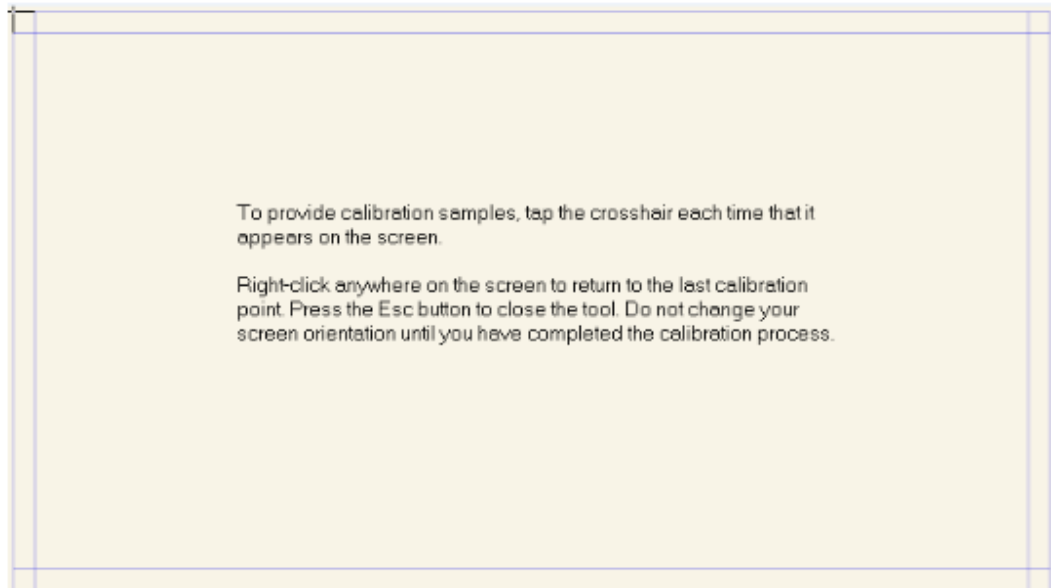 To provide calibration samples, tap the crosshair each time that it
appears on the screen.
Right-click anywhere on the screen to return to the last calibration
point. Press the Esc button to close the tool. Do not change your
screen orientation until you have completed the calibration process.